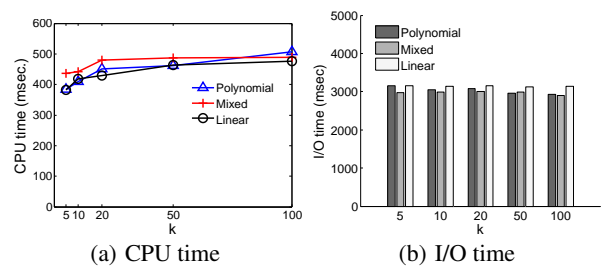 CPU time (msec.)
600
500
400
300
200
100
0
5 10 20 50 100
k
Polynomial
Mixed
Linear
(a) CPU time
I/O time (msec)
5000
4000
3000
2000
1000
0
5 10 20 50 100
k
Polynomial
Mixed
Linear
(b) I/O time